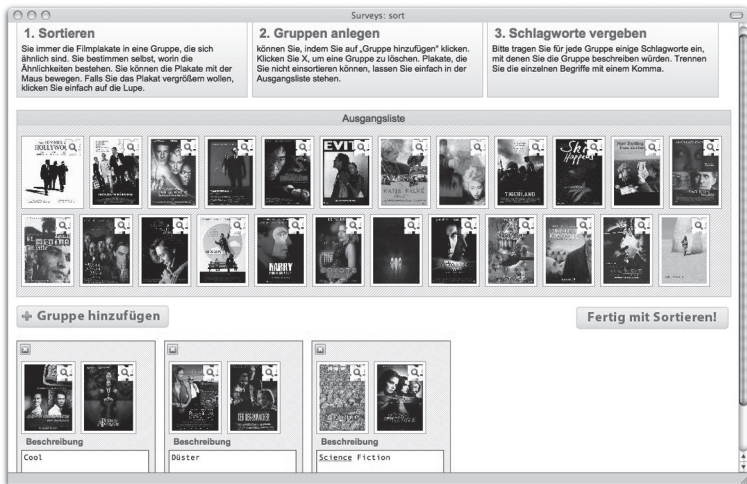 Surveys: sort
1. Sortieren
Sie immer die Filmplakate in eine Gruppe, die sich
ähnlich sind. Sie bestimmen selbst, worin die
Ähnlichkeiten bestehen. Sie können die Plakate mit der
Maus bewegen. Falls Sie das Plakat vergrößern wollen,
klicken Sie einfach auf die Lupe.
2. Gruppen anlegen
können Sie, indem Sie auf „Gruppe hinzufügen" klicken.
Klicken Sie X, um eine Gruppe zu löschen. Plakate, die
Sie nicht einsortieren können, lassen Sie einfach in der
Ausgangsliste stehen.
3. Schlagworte vergeben
Bitte tragen Sie für jede Gruppe einige Schlagworte ein,
mit denen Sie die Gruppe beschreiben würden. Trennen
Sie die einzelnen Begriffe mit einem Komma.
Ausgangsliste
EVIL
TIGERLAND
HARRY
+ Gruppe hinzufügen
Fertig mit Sortieren!
Beschreibung
Cool
Beschreibung
Düster
Beschreibung
Science Fiction